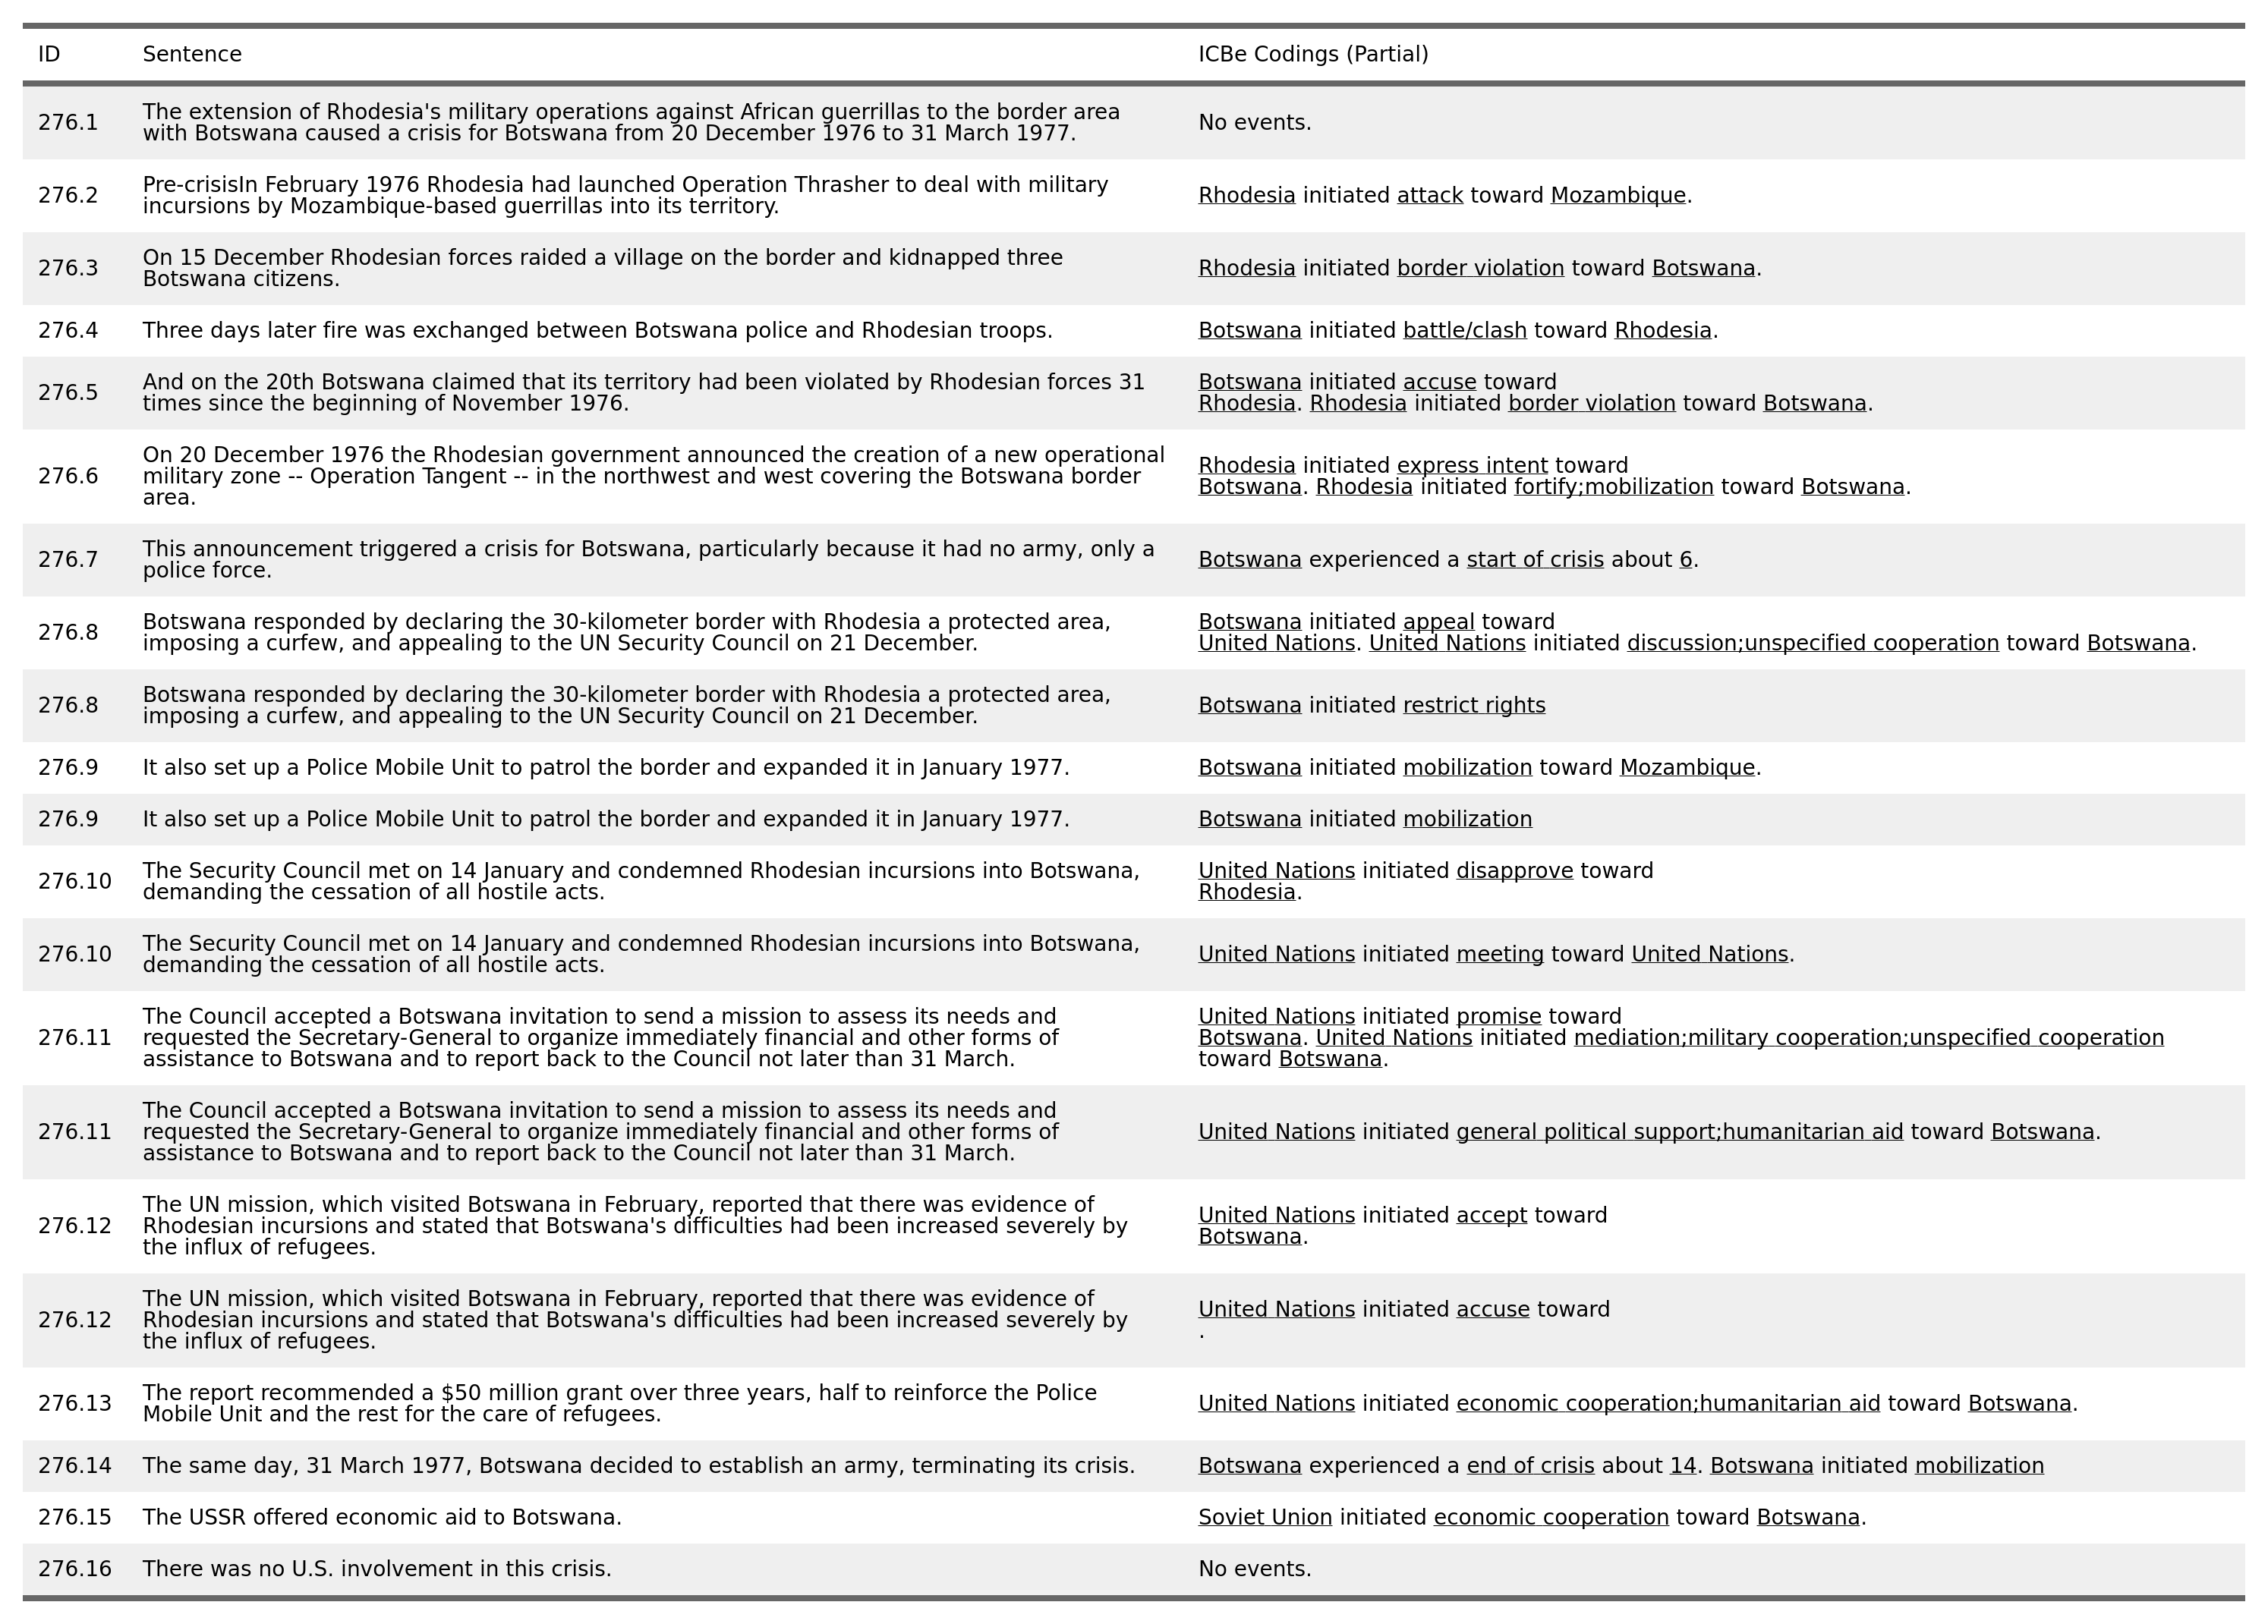 ID Sentence ICBe Codings (Partial)
276.1 The extension of Rhodesia's military operations against African guerrillas to the border area
with Botswana caused a crisis for Botswana from 20 December 1976 to 31 March 1977. No events.
276.2 Pre-crisisIn February 1976 Rhodesia had launched Operation Thrasher to deal with military
incursions by Mozambique-based guerrillas into its territory. Rhodesia initiated attack toward Mozambique.
276.3 On 15 December Rhodesian forces raided a village on the border and kidnapped three
Botswana citizens. Rhodesia initiated border violation toward Botswana.
276.4 Three days later fire was exchanged between Botswana police and Rhodesian troops. Botswana initiated battle/clash toward Rhodesia.
276.5 And on the 20th Botswana claimed that its territory had been violated by Rhodesian forces 31
times since the beginning of November 1976. Botswana initiated accuse toward
Rhodesia. Rhodesia initiated border violation toward Botswana.
276.6 On 20 December 1976 the Rhodesian government announced the creation of a new operational
military zone -- Operation Tangent -- in the northwest and west covering the Botswana border
area. Rhodesia initiated express intent toward
Botswana. Rhodesia initiated fortify;mobilization toward Botswana.
276.7 This announcement triggered a crisis for Botswana, particularly because it had no army, only a
police force. Botswana experienced a start of crisis about 6.
276.8 Botswana responded by declaring the 30-kilometer border with Rhodesia a protected area,
imposing a curfew, and appealing to the UN Security Council on 21 December. Botswana initiated appeal toward
United Nations. United Nations initiated discussion;unspecified cooperation toward Botswana.
276.8 Botswana responded by declaring the 30-kilometer border with Rhodesia a protected area,
imposing a curfew, and appealing to the UN Security Council on 21 December. Botswana initiated restrict rights
276.9 It also set up a Police Mobile Unit to patrol the border and expanded it in January 1977. Botswana initiated mobilization toward Mozambique.
276.9 It also set up a Police Mobile Unit to patrol the border and expanded it in January 1977. Botswana initiated mobilization
276.10 The Security Council met on 14 January and condemned Rhodesian incursions into Botswana,
demanding the cessation of all hostile acts. United Nations initiated disapprove toward
Rhodesia.
276.10 The Security Council met on 14 January and condemned Rhodesian incursions into Botswana,
demanding the cessation of all hostile acts. United Nations initiated meeting toward United Nations.
276.11 The Council accepted a Botswana invitation to send a mission to assess its needs and
requested the Secretary-General to organize immediately financial and other forms of
assistance to Botswana and to report back to the Council not later than 31 March. United Nations initiated promise toward
Botswana. United Nations initiated mediation;military cooperation;unspecified cooperation
toward Botswana.
276.11 The Council accepted a Botswana invitation to send a mission to assess its needs and
requested the Secretary-General to organize immediately financial and other forms of
assistance to Botswana and to report back to the Council not later than 31 March. United Nations initiated general political support;humanitarian aid toward Botswana.
276.12 The UN mission, which visited Botswana in February, reported that there was evidence of
Rhodesian incursions and stated that Botswana's difficulties had been increased severely by
the influx of refugees. United Nations initiated accept toward
Botswana.
276.12 The UN mission, which visited Botswana in February, reported that there was evidence of
Rhodesian incursions and stated that Botswana's difficulties had been increased severely by
the influx of refugees. United Nations initiated accuse toward
.
276.13 The report recommended a $50 million grant over three years, half to reinforce the Police
Mobile Unit and the rest for the care of refugees. United Nations initiated economic cooperation;humanitarian aid toward Botswana.
276.14 The same day, 31 March 1977, Botswana decided to establish an army, terminating its crisis. Botswana experienced a end of crisis about 14. Botswana initiated mobilization
276.15 The USSR offered economic aid to Botswana. Soviet Union initiated economic cooperation toward Botswana.
276.16 There was no U.S. involvement in this crisis. No events.